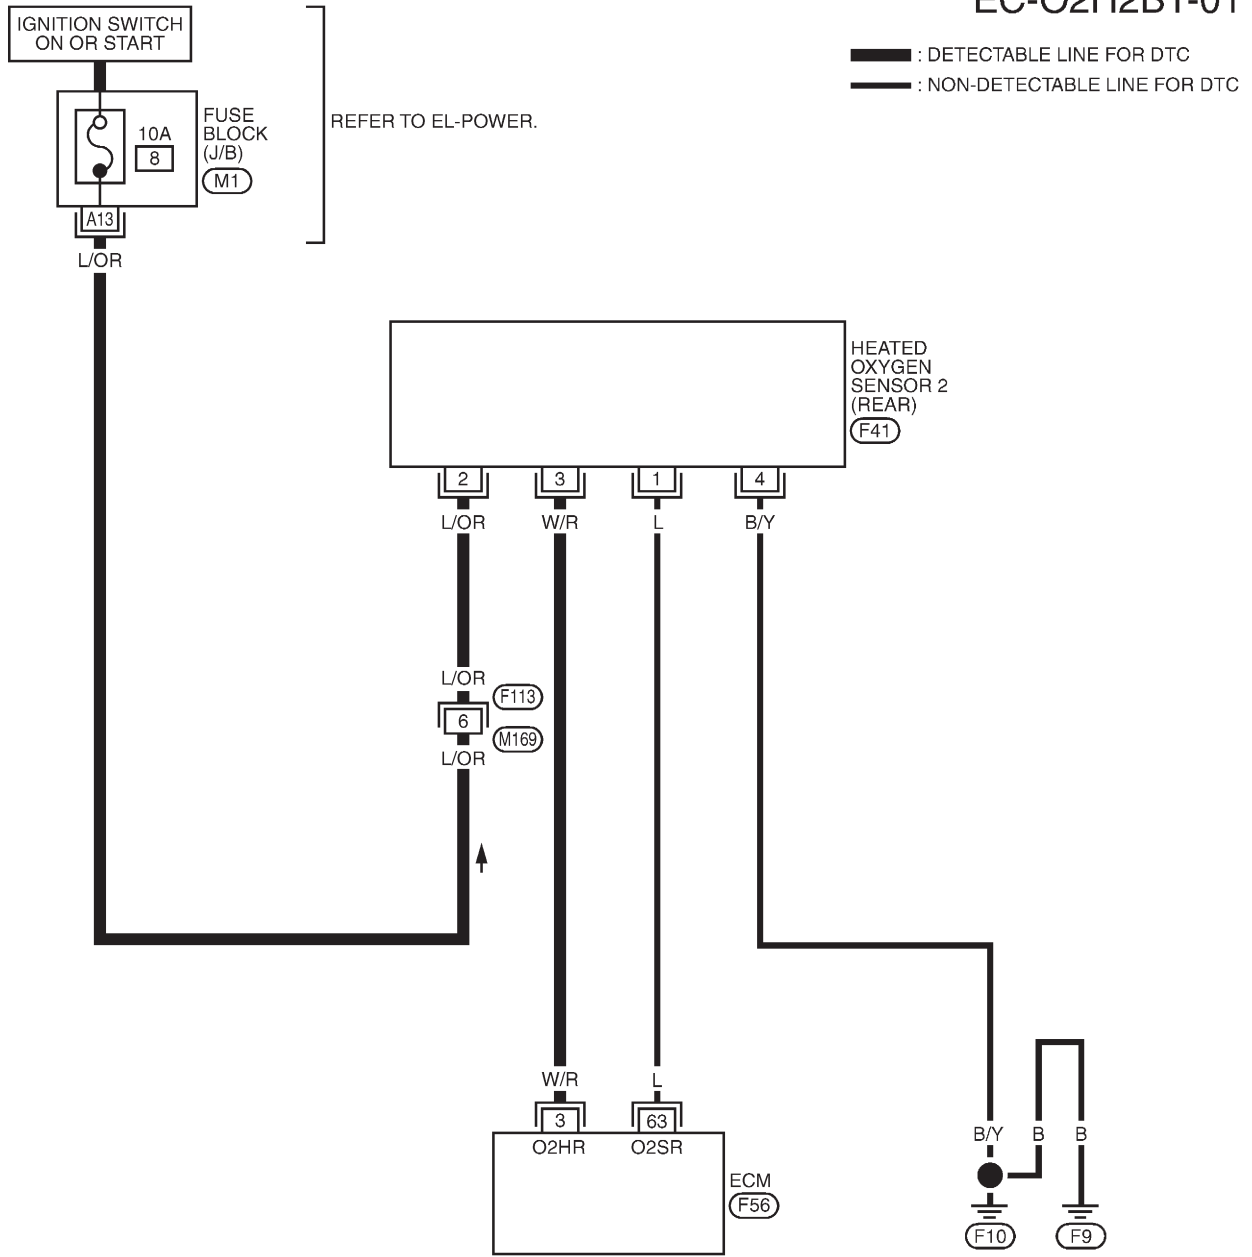 EC-O2H2B1-01
IGNITION SWITCH
ON OR START
: DETECTABLE LINE FOR DTC
: NON-DETECTABLE LINE FOR DTC
10A
8
FUSE
BLOCK
(J/B)
M1
REFER TO EL-POWER.
A13
L/OR
HEATED
OXYGEN
SENSOR 2
(REAR)
F41
2 3 1 4
L/OR W/R L B/Y
L/OR
F113
6
M169
L/OR
W/R L
3 63
O2HR O2SR
ECM
F56
B/Y B B
F10 F9